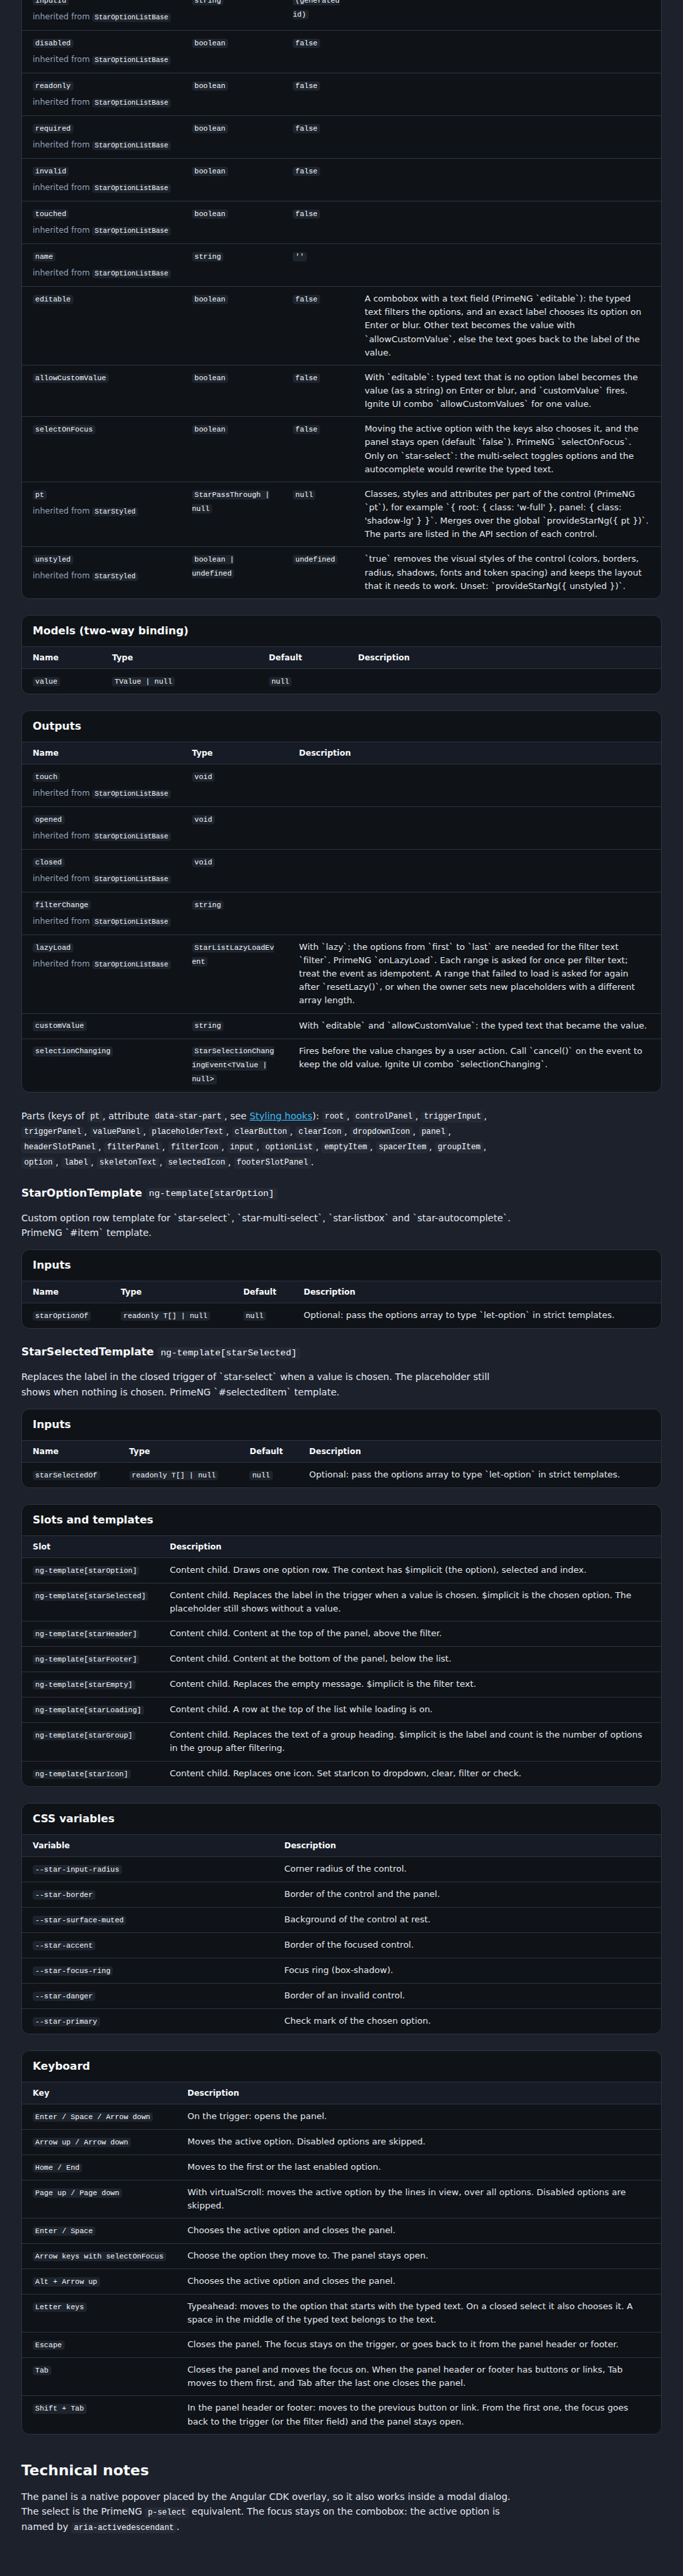 inputId string (generated
inherited from StarOptionListBase id)
disabled boolean false
inherited from StarOptionListBase
readonly boolean false
inherited from StarOptionListBase
required boolean false
inherited from StarOptionListBase
invalid boolean false
inherited from StarOptionListBase
touched boolean false
inherited from StarOptionListBase
name string ''
inherited from StarOptionListBase
editable boolean false A combobox with a text field (PrimeNG `editable`): the typed
text filters the options, and an exact label chooses its option on
Enter or blur. Other text becomes the value with
`allowCustomValue`, else the text goes back to the label of the
value.
allowCustomValue boolean false With `editable`: typed text that is no option label becomes the
value (as a string) on Enter or blur, and `customValue` fires.
Ignite UI combo `allowCustomValues` for one value.
selectOnFocus boolean false Moving the active option with the keys also chooses it, and the
panel stays open (default `false`). PrimeNG `selectOnFocus`.
Only on `star-select`: the multi-select toggles options and the
autocomplete would rewrite the typed text.
pt StarPassThrough | null Classes, styles and attributes per part of the control (PrimeNG
inherited from StarStyled null `pt`), for example `{ root: { class: 'w-full' }, panel: { class:
'shadow-lg' } }`. Merges over the global `provideStarNg({ pt })`.
The parts are listed in the API section of each control.
unstyled boolean | undefined `true` removes the visual styles of the control (colors, borders,
inherited from StarStyled undefined radius, shadows, fonts and token spacing) and keeps the layout
that it needs to work. Unset: `provideStarNg({ unstyled })`.
Models (two-way binding)
Name Type Default Description
value TValue | null null
Outputs
Name Type Description
touch void
inherited from StarOptionListBase
opened void
inherited from StarOptionListBase
closed void
inherited from StarOptionListBase
filterChange string
inherited from StarOptionListBase
lazyLoad StarListLazyLoadEv With `lazy`: the options from `first` to `last` are needed for the filter text
inherited from StarOptionListBase ent `filter`. PrimeNG `onLazyLoad`. Each range is asked for once per filter text;
treat the event as idempotent. A range that failed to load is asked for again
after `resetLazy()`, or when the owner sets new placeholders with a different
array length.
customValue string With `editable` and `allowCustomValue`: the typed text that became the value.
selectionChanging StarSelectionChang Fires before the value changes by a user action. Call `cancel()` on the event to
ingEvent<TValue | keep the old value. Ignite UI combo `selectionChanging`.
null>
Parts (keys of pt, attribute data-star-part, see Styling hooks): root, controlPanel, triggerInput,
triggerPanel, valuePanel, placeholderText, clearButton, clearIcon, dropdownIcon, panel,
headerSlotPanel, filterPanel, filterIcon, input, optionList, emptyItem, spacerItem, groupItem,
option, label, skeletonText, selectedIcon, footerSlotPanel.
StarOptionTemplate ng-template[starOption]
Custom option row template for `star-select`, `star-multi-select`, `star-listbox` and `star-autocomplete`.
PrimeNG `#item` template.
Inputs
Name Type Default Description
starOptionOf readonly T[] | null null Optional: pass the options array to type `let-option` in strict templates.
StarSelectedTemplate ng-template[starSelected]
Replaces the label in the closed trigger of `star-select` when a value is chosen. The placeholder still
shows when nothing is chosen. PrimeNG `#selecteditem` template.
Inputs
Name Type Default Description
starSelectedOf readonly T[] | null null Optional: pass the options array to type `let-option` in strict templates.
Slots and templates
Slot Description
ng-template[starOption] Content child. Draws one option row. The context has $implicit (the option), selected and index.
ng-template[starSelected] Content child. Replaces the label in the trigger when a value is chosen. $implicit is the chosen option. The
placeholder still shows without a value.
ng-template[starHeader] Content child. Content at the top of the panel, above the filter.
ng-template[starFooter] Content child. Content at the bottom of the panel, below the list.
ng-template[starEmpty] Content child. Replaces the empty message. $implicit is the filter text.
ng-template[starLoading] Content child. A row at the top of the list while loading is on.
ng-template[starGroup] Content child. Replaces the text of a group heading. $implicit is the label and count is the number of options
in the group after filtering.
ng-template[starIcon] Content child. Replaces one icon. Set starIcon to dropdown, clear, filter or check.
CSS variables
Variable Description
--star-input-radius Corner radius of the control.
--star-border Border of the control and the panel.
--star-surface-muted Background of the control at rest.
--star-accent Border of the focused control.
--star-focus-ring Focus ring (box-shadow).
--star-danger Border of an invalid control.
--star-primary Check mark of the chosen option.
Keyboard
Key Description
Enter / Space / Arrow down On the trigger: opens the panel.
Arrow up / Arrow down Moves the active option. Disabled options are skipped.
Home / End Moves to the first or the last enabled option.
Page up / Page down With virtualScroll: moves the active option by the lines in view, over all options. Disabled options are
skipped.
Enter / Space Chooses the active option and closes the panel.
Arrow keys with selectOnFocus Choose the option they move to. The panel stays open.
Alt + Arrow up Chooses the active option and closes the panel.
Letter keys Typeahead: moves to the option that starts with the typed text. On a closed select it also chooses it. A
space in the middle of the typed text belongs to the text.
Escape Closes the panel. The focus stays on the trigger, or goes back to it from the panel header or footer.
Tab Closes the panel and moves the focus on. When the panel header or footer has buttons or links, Tab
moves to them first, and Tab after the last one closes the panel.
Shift + Tab In the panel header or footer: moves to the previous button or link. From the first one, the focus goes
back to the trigger (or the filter field) and the panel stays open.
Technical notes
The panel is a native popover placed by the Angular CDK overlay, so it also works inside a modal dialog.
The select is the PrimeNG p-select equivalent. The focus stays on the combobox: the active option is
named by aria-activedescendant.